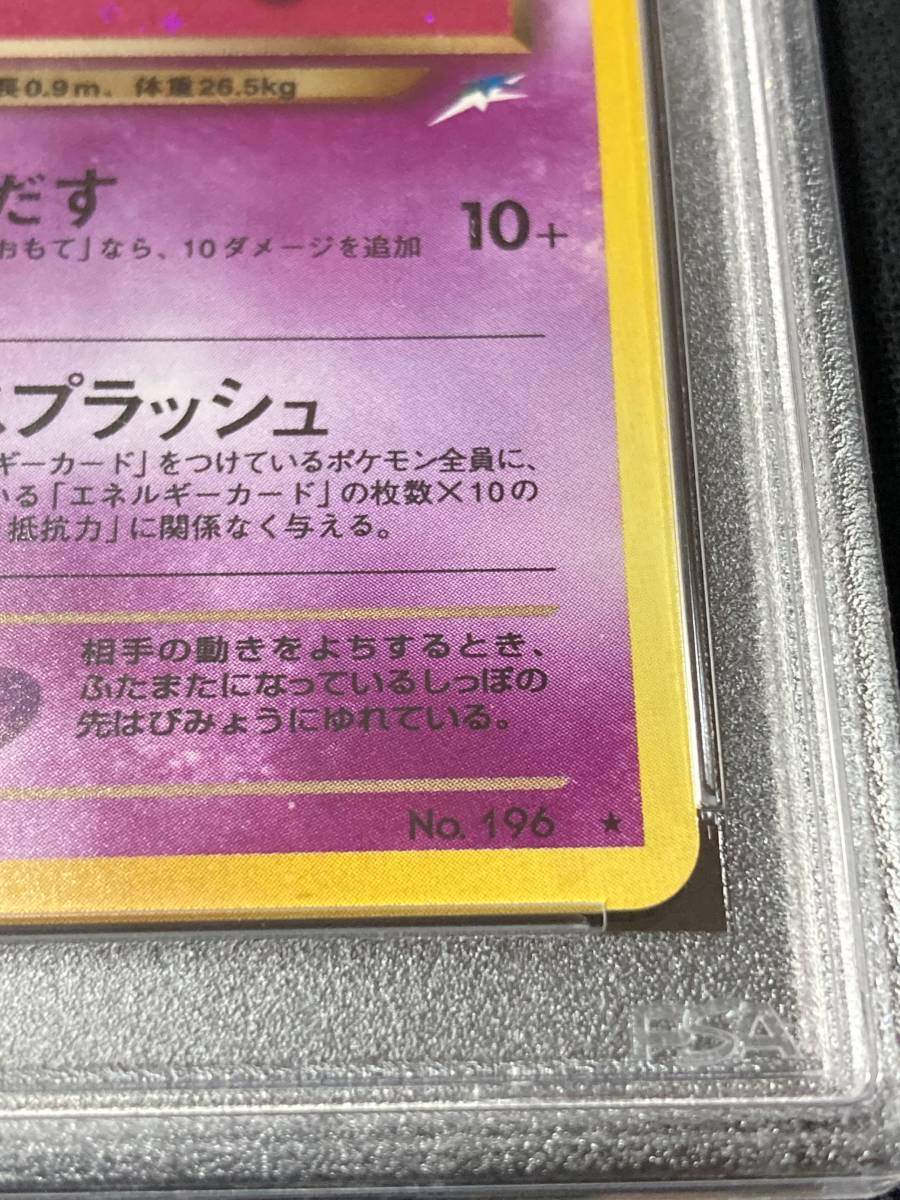 長0.9m、体重26.5kg
だす
おもて」なら、10ダメージを追加
10+
スプラッシュ
ギーカード」をつけているポケモン全員に、
いる「エネルギーカード」の枚数×10の
抵抗力」に関係なく与える。
相手の動きをよちするとき、
ふたまたになっているしっぽの
先はびみょうにゆれている。
No. 196 ★
PSA